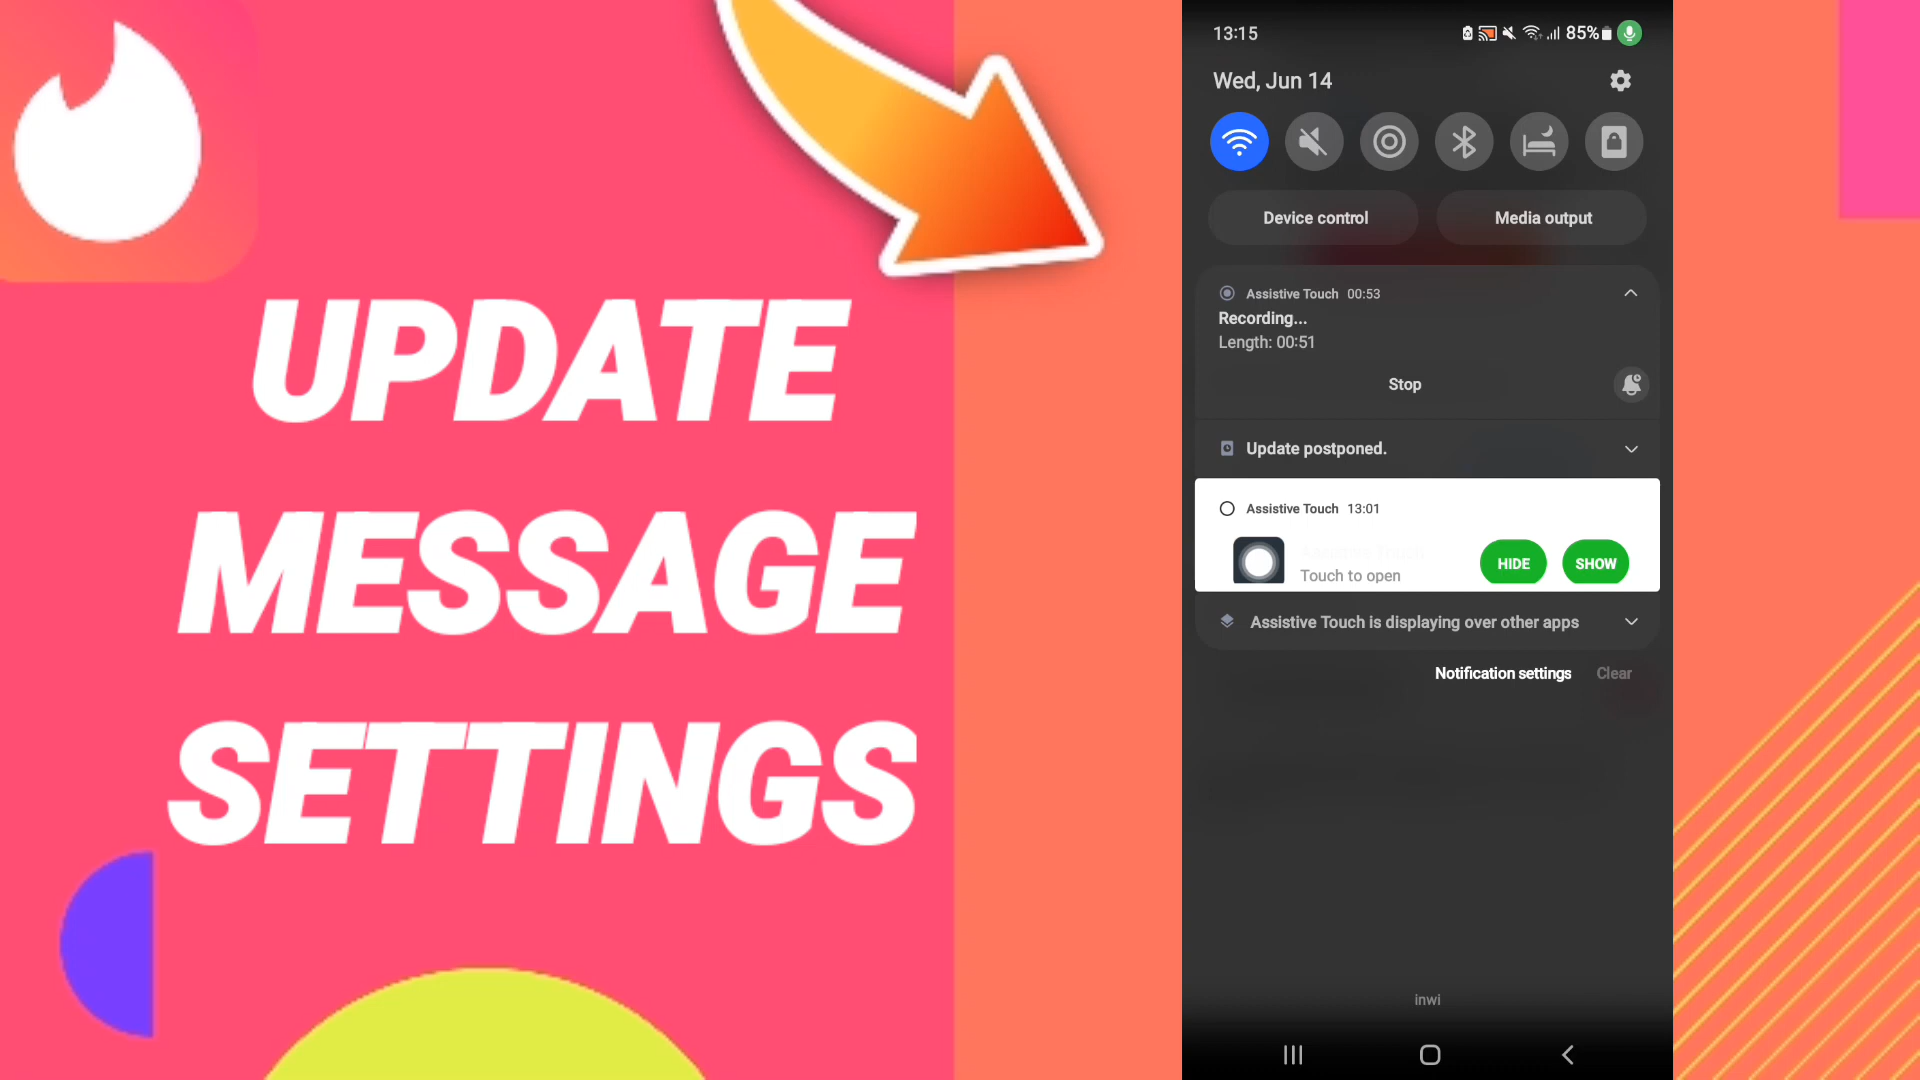 UPDATE
MESSAGE
SETTINGS
13:15
85%
Wed, Jun 14
Device control
Media output
Assistive Touch 00:53
Recording...
Length: 00:51
Stop
Update postponed.
Assistive Touch 13:01
Touch to open
HIDE
SHOW
Assistive Touch is displaying over other apps
Notification settings
Clear
inwi